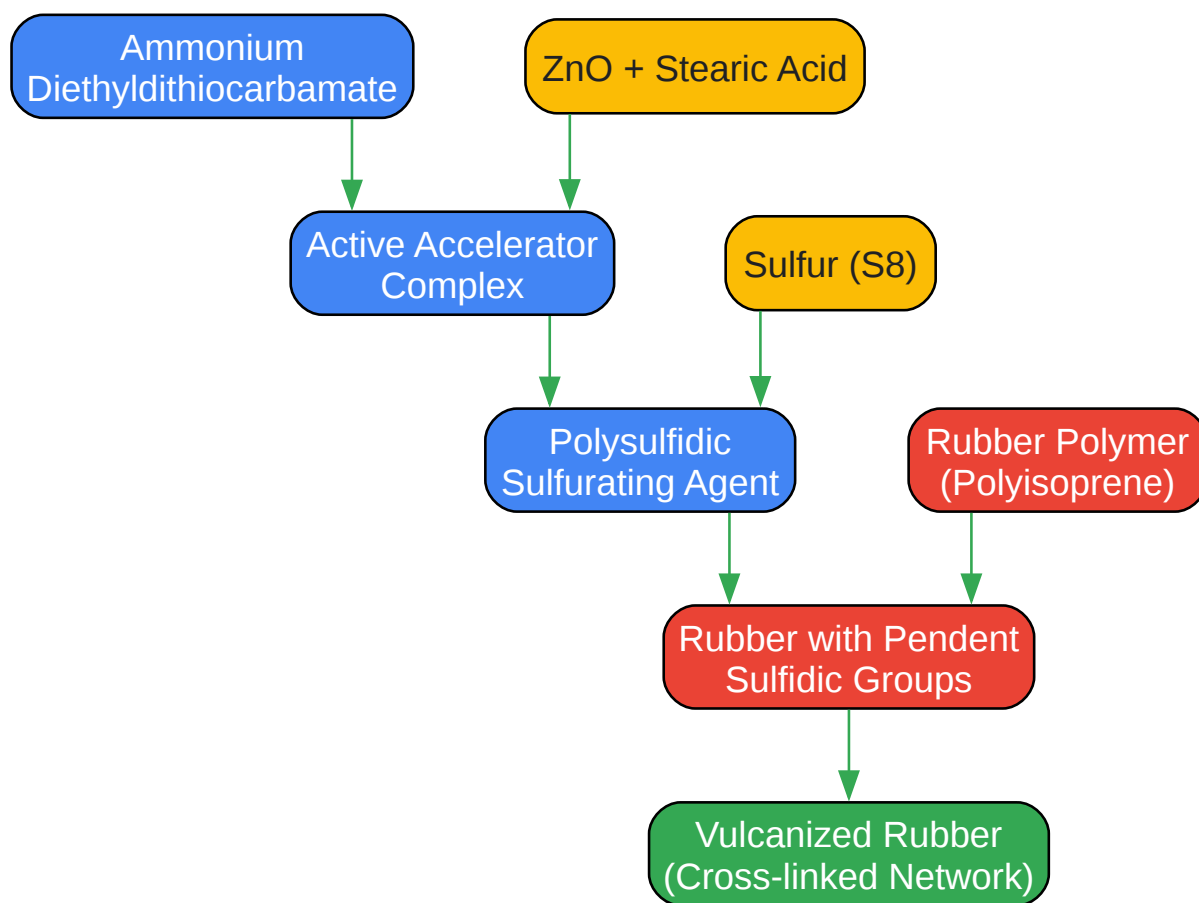 Ammonium
Diethyldithiocarbamate
ZnO + Stearic Acid
Active Accelerator
Complex
Sulfur (S8)
Polysulfidic
Sulfurating Agent
Rubber Polymer
(Polyisoprene)
Rubber with Pendent
Sulfidic Groups
Vulcanized Rubber
(Cross-linked Network)